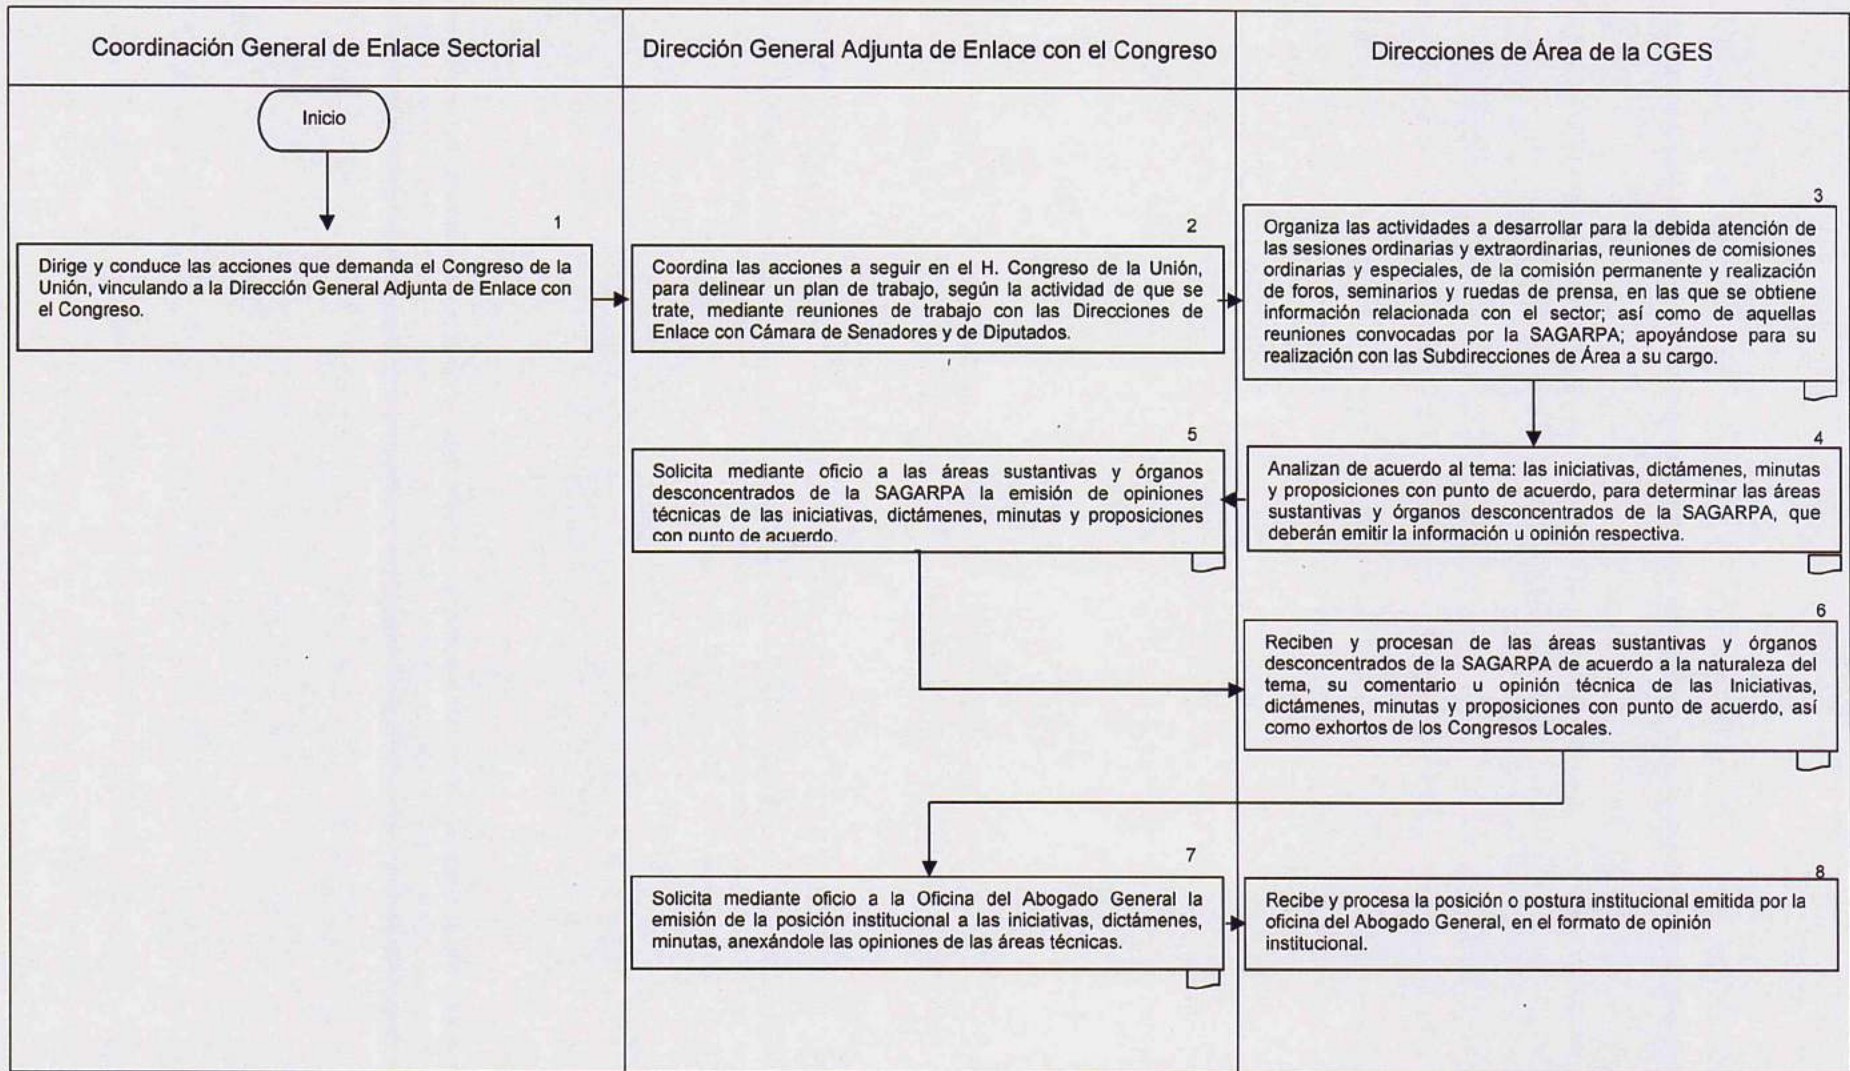 Coordinación General de Enlace Sectorial
Dirección General Adjunta de Enlace con el Congreso
Direcciones de Área de la CGES
Inicio
1
Dirige y conduce las acciones que demanda el Congreso de la
Unión, vinculando a la Dirección General Adjunta de Enlace con
el Congreso.
2
Coordina las acciones a seguir en el H. Congreso de la Unión,
para delinear un plan de trabajo, según la actividad de que se
trate, mediante reuniones de trabajo con las Direcciones de
Enlace con Cámara de Senadores y de Diputados.
3
Organiza las actividades a desarrollar para la debida atención de
las sesiones ordinarias y extraordinarias, reuniones de comisiones
ordinarias y especiales, de la comisión permanente y realización
de foros, seminarios y ruedas de prensa, en las que se obtiene
información relacionada con el sector; así como de aquellas
reuniones convocadas por la SAGARPA; apoyándose para su
realización con las Subdirecciones de Área a su cargo.
4
Analizan de acuerdo al tema: las iniciativas, dictámenes, minutas
y proposiciones con punto de acuerdo, para determinar las áreas
sustantivas y órganos desconcentrados de la SAGARPA, que
deberán emitir la información u opinión respectiva.
5
Solicita mediante oficio a las áreas sustantivas y órganos
desconcentrados de la SAGARPA la emisión de opiniones
técnicas de las iniciativas, dictámenes, minutas y proposiciones
con punto de acuerdo.
6
Reciben y procesan de las áreas sustantivas y órganos
desconcentrados de la SAGARPA de acuerdo a la naturaleza del
tema, su comentario u opinión técnica de las Iniciativas,
dictámenes, minutas y proposiciones con punto de acuerdo, así
como exhortos de los Congresos Locales.
7
Solicita mediante oficio a la Oficina del Abogado General la
emisión de la posición institucional a las iniciativas, dictámenes,
minutas, anexándole las opiniones de las áreas técnicas.
8
Recibe y procesa la posición o postura institucional emitida por la
oficina del Abogado General, en el formato de opinión
institucional.